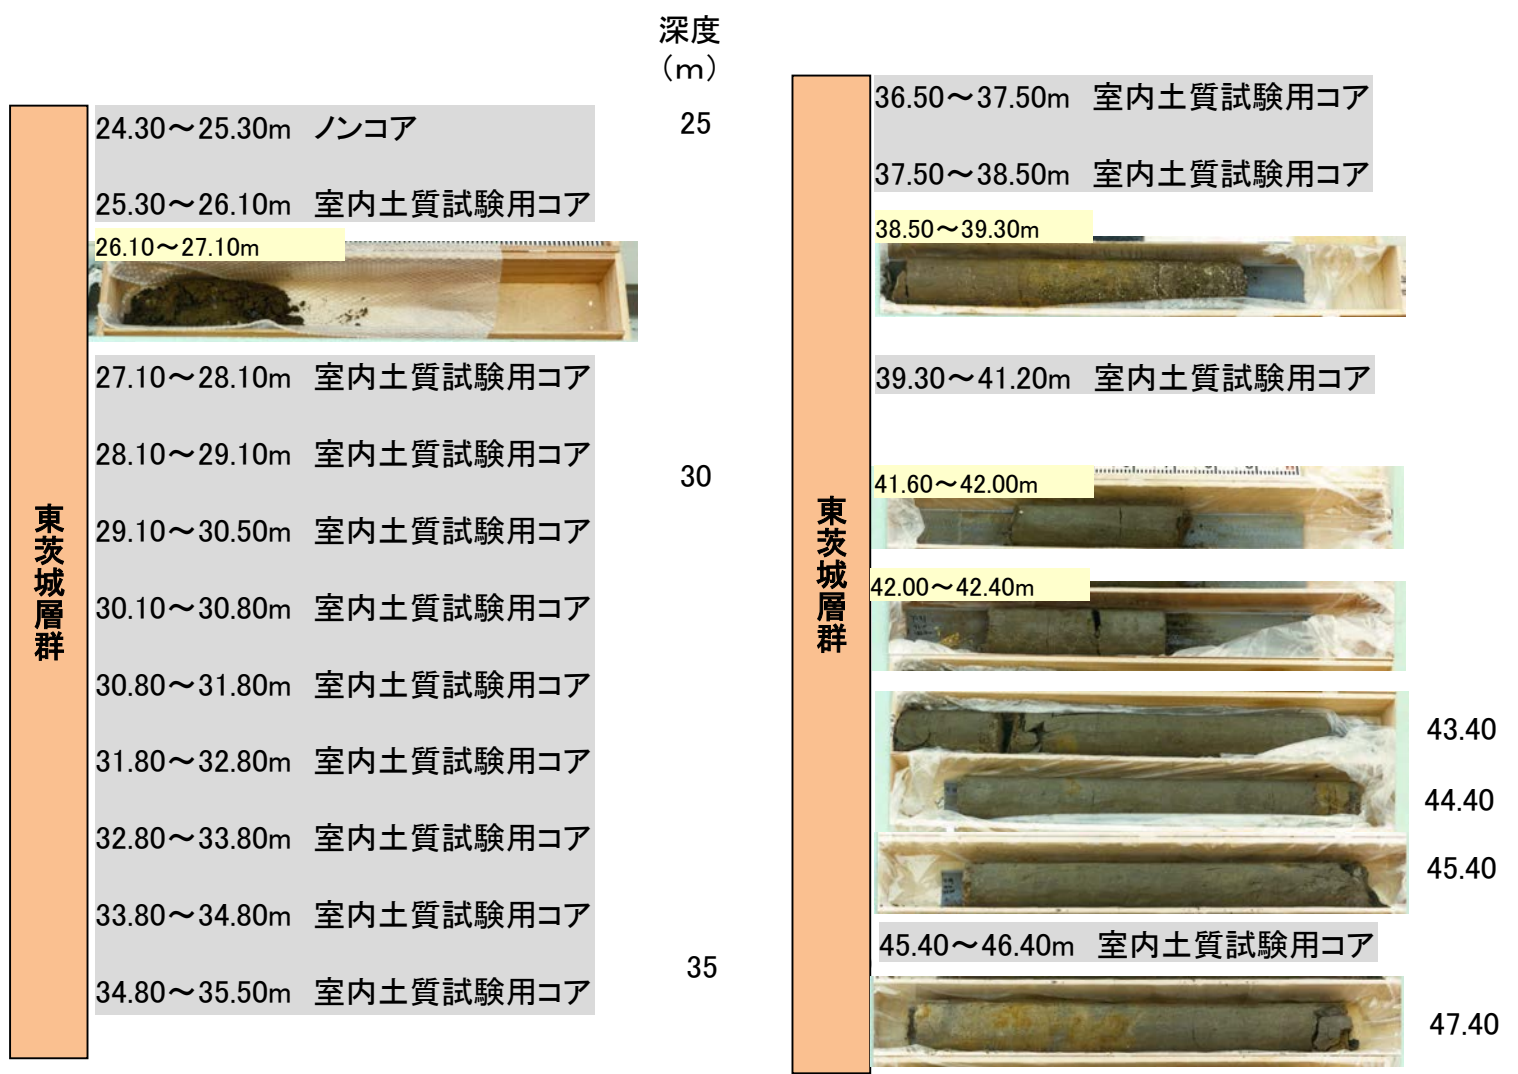 深度
（ｍ）
東茨城層群
24.30～25.30m ノンコア
25.30～26.10m 室内土質試験用コア
26.10～27.10m
27.10～28.10m 室内土質試験用コア
28.10～29.10m 室内土質試験用コア
29.10～30.50m 室内土質試験用コア
30.10～30.80m 室内土質試験用コア
30.80～31.80m 室内土質試験用コア
31.80～32.80m 室内土質試験用コア
32.80～33.80m 室内土質試験用コア
33.80～34.80m 室内土質試験用コア
34.80～35.50m 室内土質試験用コア
25
30
35
東茨城層群
36.50～37.50m 室内土質試験用コア
37.50～38.50m 室内土質試験用コア
38.50～39.30m
39.30～41.20m 室内土質試験用コア
41.60～42.00m
42.00～42.40m
43.40
44.40
45.40
45.40～46.40m 室内土質試験用コア
47.40